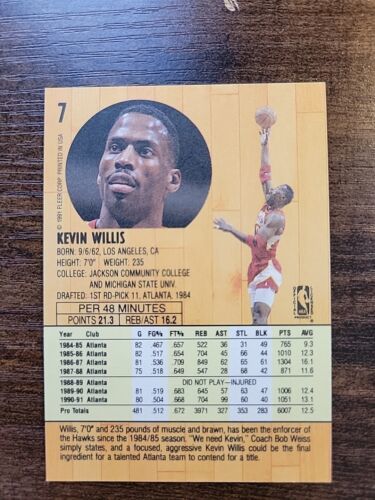 7
© 1991 FLEER CORP. PRINTED IN USA
KEVIN WILLIS
BORN: 9/6/62, LOS ANGELES, CA
HEIGHT: 7'0" WEIGHT: 235
COLLEGE: JACKSON COMMUNITY COLLEGE
AND MICHIGAN STATE UNIV.
DRAFTED: 1ST RD-PICK 11, ATLANTA, 1984
PER 48 MINUTES
POINTS 21.3 REB/AST 16.2
Year Club G FG% FT% REB AST STL BLK PTS AVG
1984-85 Atlanta 82 .467 .657 522 36 31 765 9.3
1985-86 Atlanta 82 .517 .654 704 45 66 44 1010 12.3
1986-87 Atlanta 81 .536 .709 849 62 65 61 1304 16.1
1987-88 Atlanta 75 .518 .649 547 28 871 11.6
1988-89 Atlanta DID NOT PLAY—INJURED
1989-90 Atlanta 81 .519 .683 645 57 63 47 1006 12.4
1990-91 Atlanta 80 .504 .668 704 99 60 40 1051 13.1
Pro Totals 481 .512 .672 3971 327 352 283 6007 12.5
Willis, 7'0" and 235 pounds of muscle and brawn, has been the enforcer
of the Hawks since the 1984/85 season, "We need Kevin," Coach Bob Weiss
simply states, and a focused, aggressive Kevin Willis could be the final
ingredient for a talented Atlanta team to contend for a title.